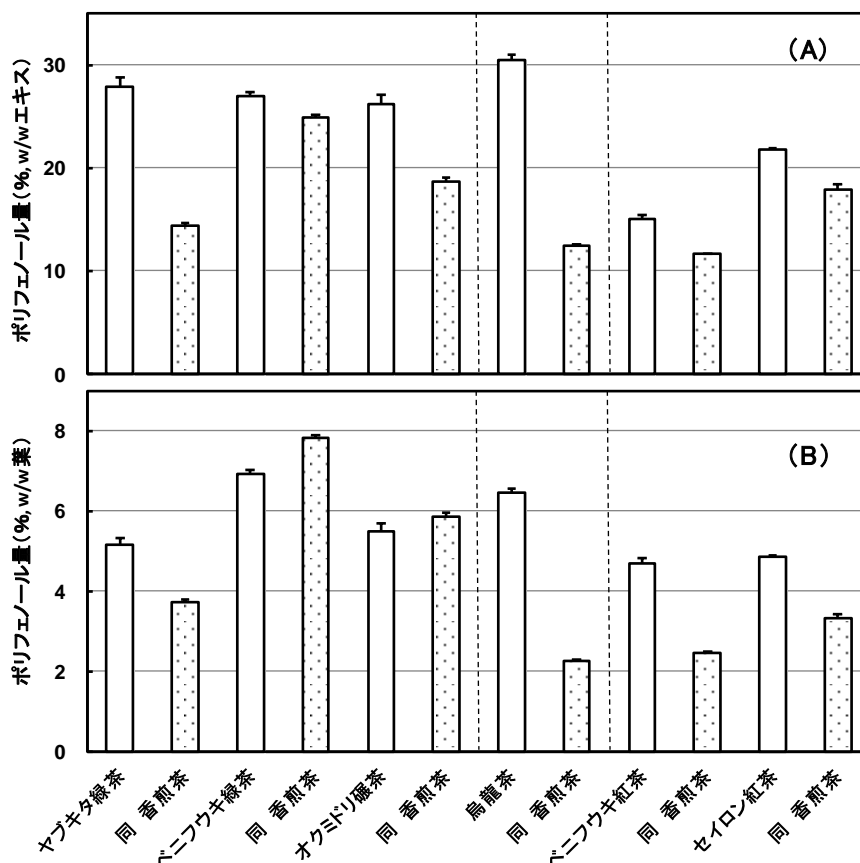 (A)
ポリフェノール量(%,w/wエキス)
30
20
10
0
(B)
ポリフェノール量(%,w/w葉)
8
6
4
2
0
ヤブキタ緑茶
同 香煎茶
ベニフウキ緑茶
同 香煎茶
オクミドリ碾茶
同 香煎茶
烏龍茶
同 香煎茶
ベニフウキ紅茶
同 香煎茶
セイロン紅茶
同 香煎茶